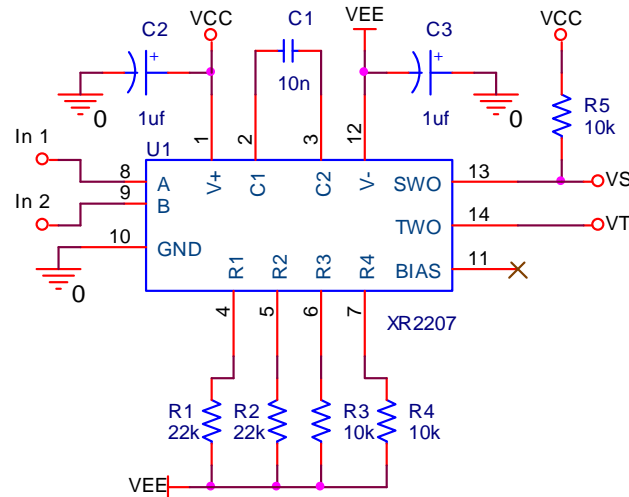 VCC
C2
+
1uf
0
C1
10n
VEE
C3
+
1uf
0
VCC
R5
10k
In 1
In 2
0
U1
1
2
3
12
8
9
10
A
B
GND
V+
C1
C2
V-
SWO
TWO
BIAS
13
14
11
VS
VT
R1
R2
R3
R4
4
5
6
7
XR2207
R1
22k
R2
22k
R3
10k
R4
10k
VEE